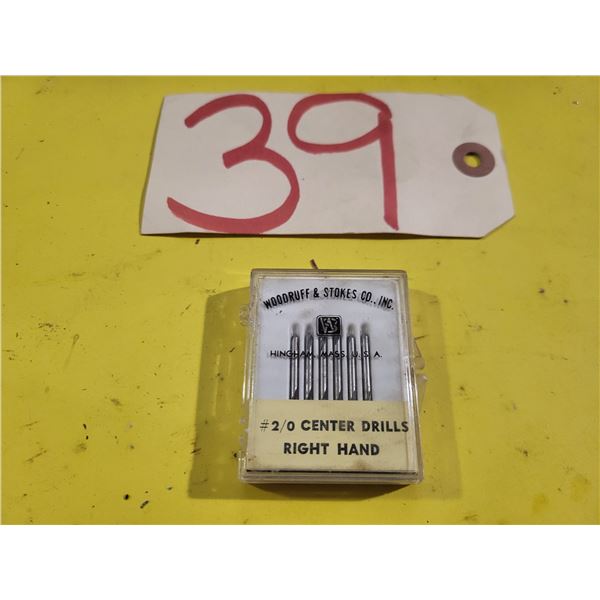 39
WOODRUFF & STOKES CO., INC.
HINGHAM, MASS., U.S.A.
#2/0 CENTER DRILLS
RIGHT HAND